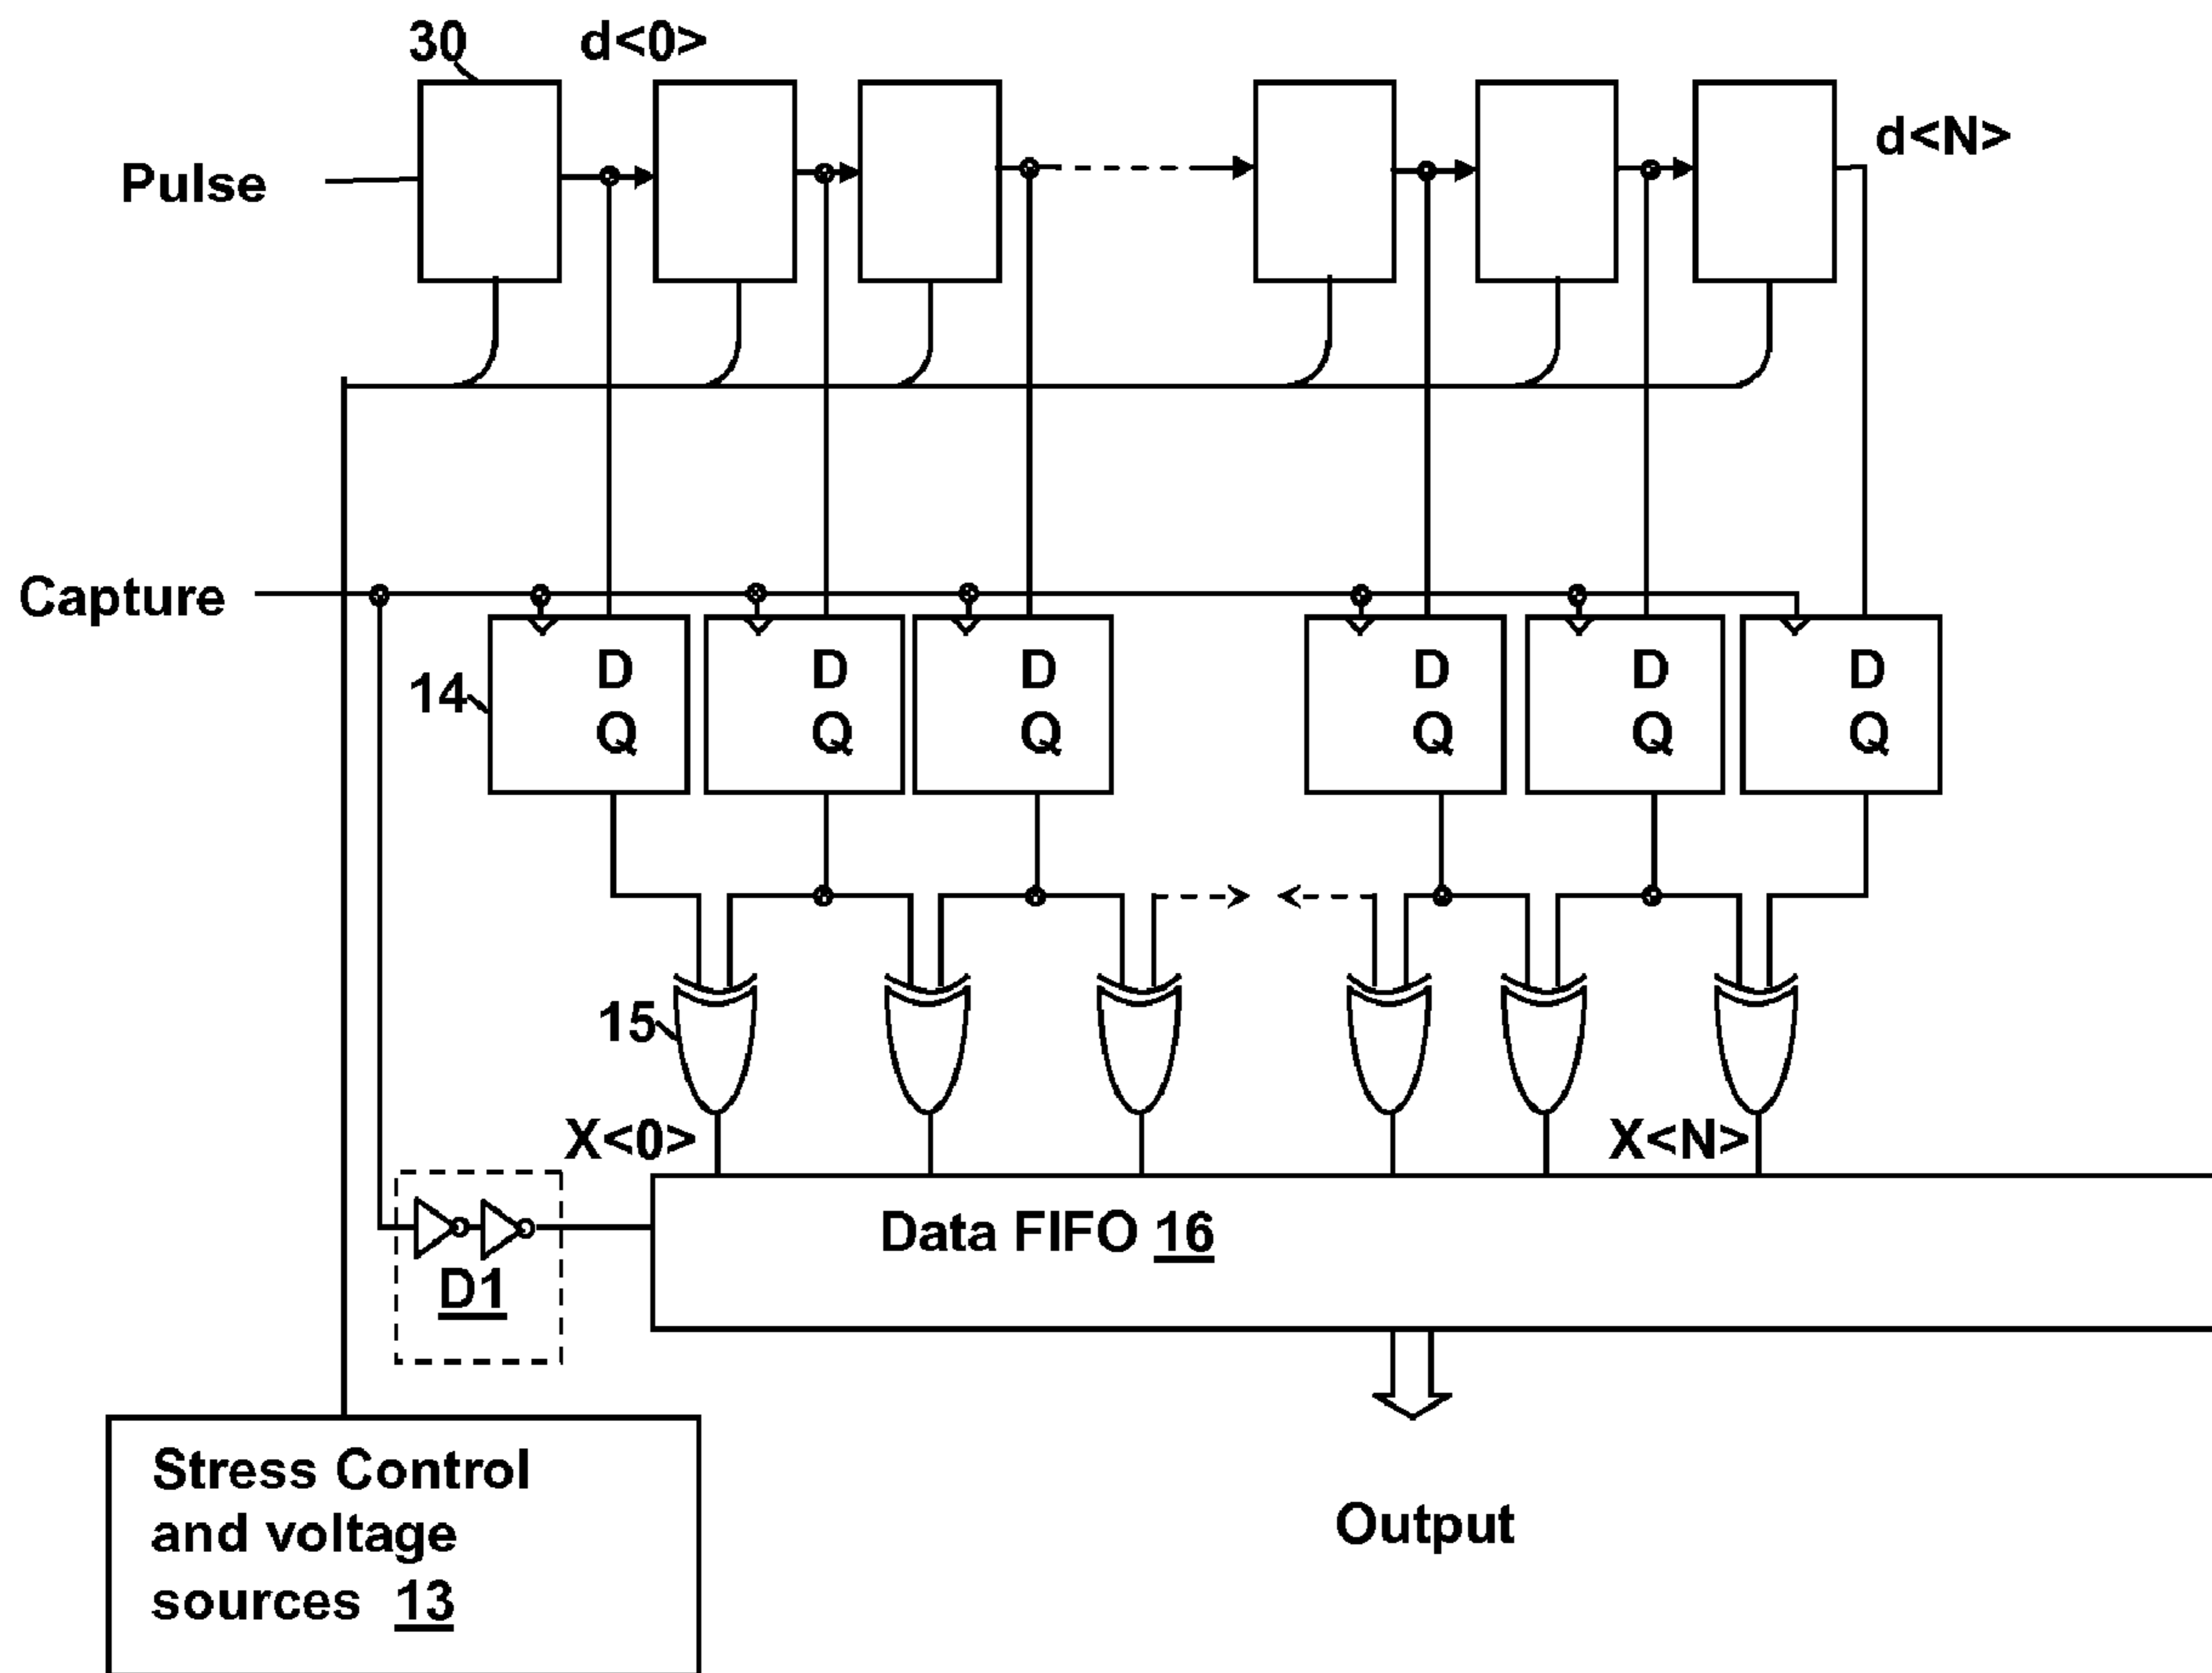 30
d<0>
d<N>
Pulse
Capture
14
D
Q
D
Q
D
Q
D
Q
D
Q
D
Q
15
X<0>
X<N>
Data FIFO 16
D1
Stress Control
and voltage
sources 13
Output